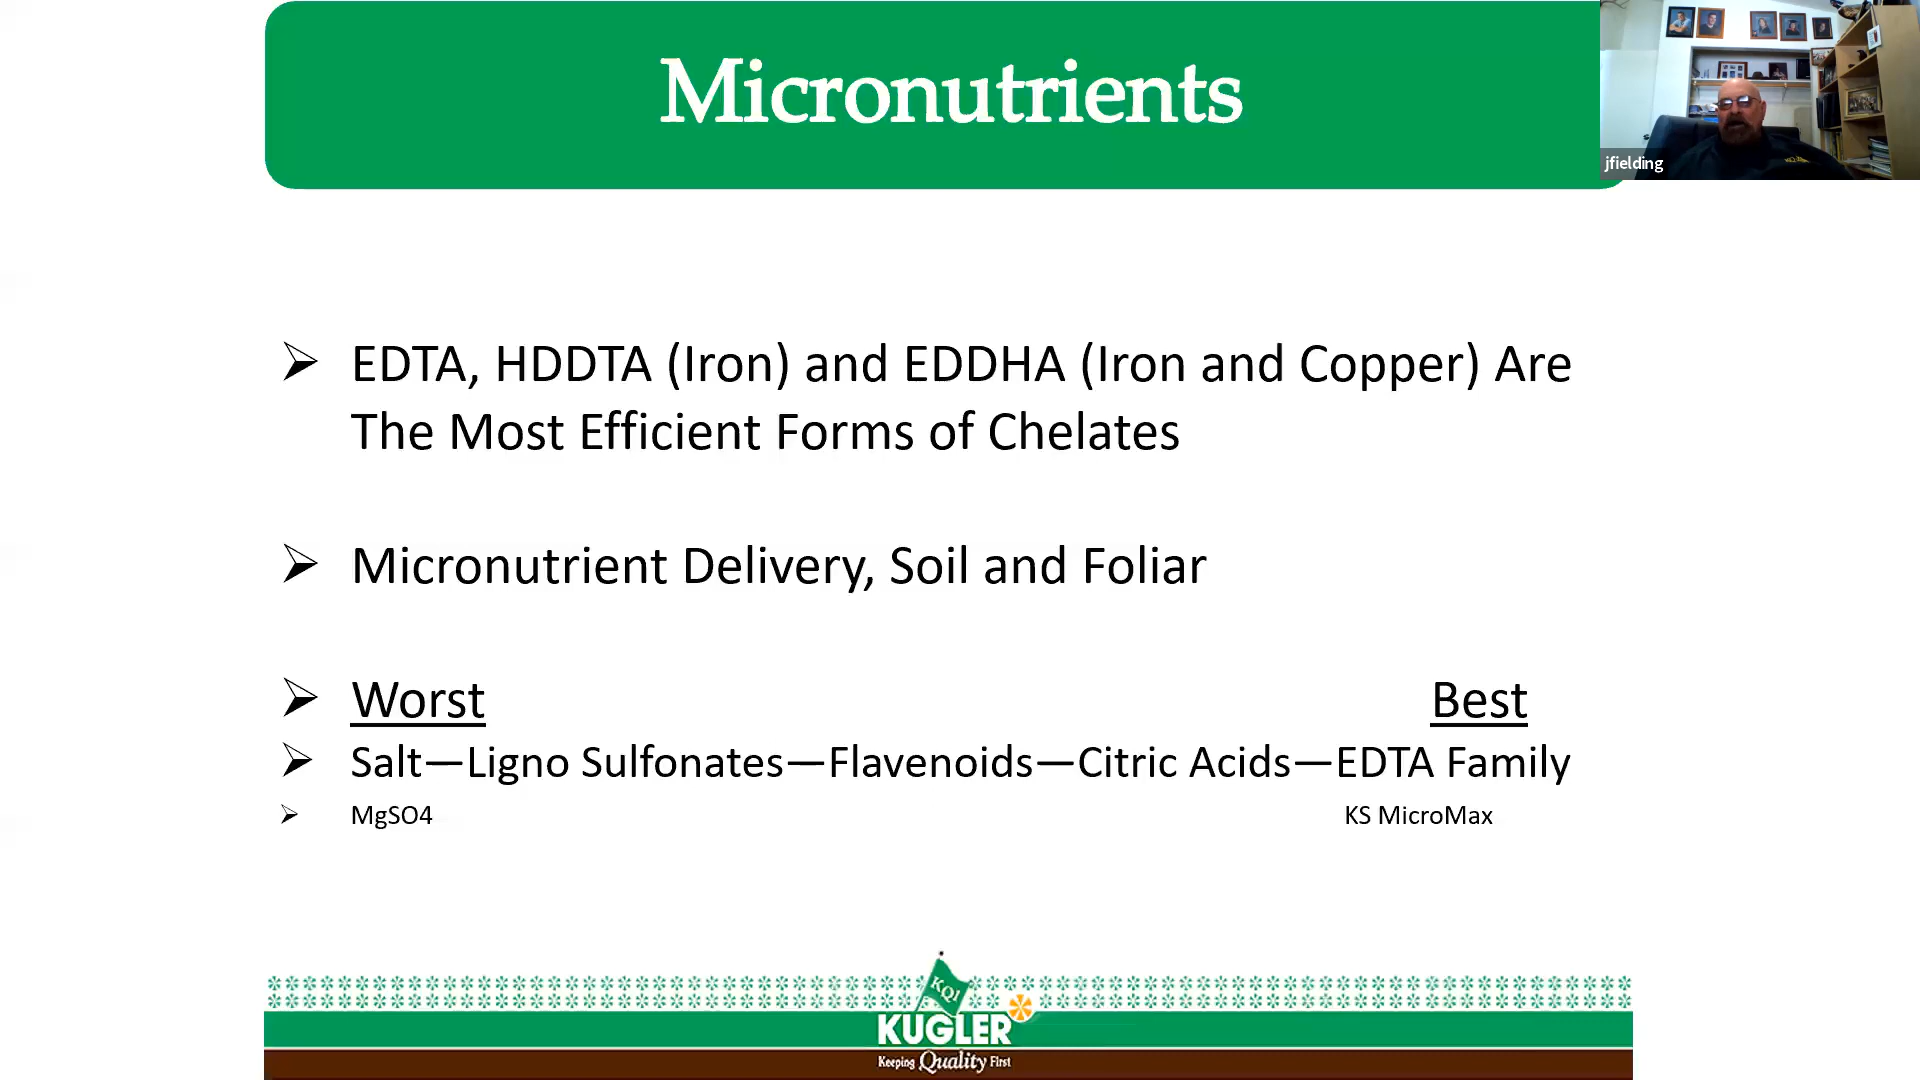 Micronutrients
jfielding
EDTA, HDDTA (Iron) and EDDHA (Iron and Copper) Are
The Most Efficient Forms of Chelates
Micronutrient Delivery, Soil and Foliar
Worst Best
Salt—Ligno Sulfonates—Flavenoids—Citric Acids—EDTA Family
MgSO4 KS MicroMax
KQI
KUGLER
Keeping Quality First